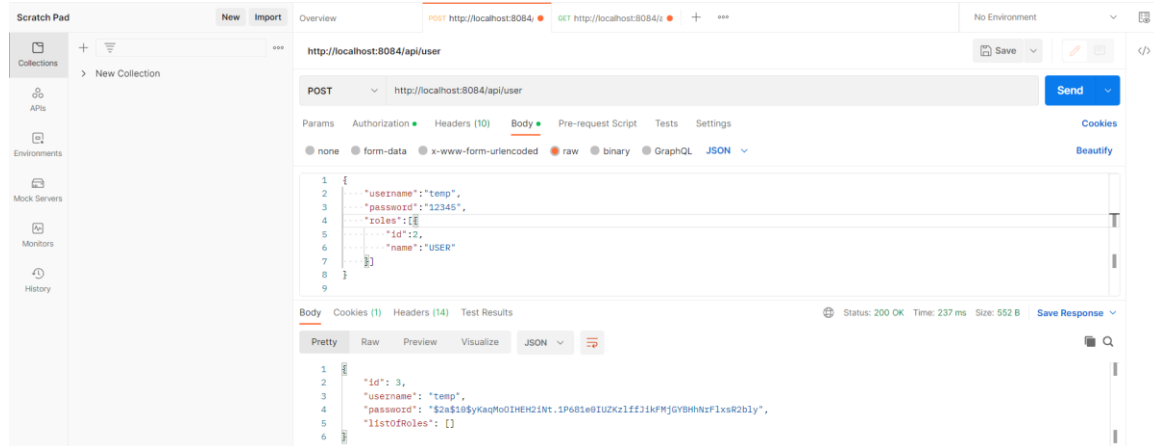 Scratch Pad New Import Overview POST http://localhost:8084/ GET http://localhost:8084/a + ooo No Environment
Collections + ooo http://localhost:8084/api/user Save </>
> New Collection
APIs POST http://localhost:8084/api/user Send
Params Authorization Headers (10) Body Pre-request Script Tests Settings Cookies
Environments none form-data x-www-form-urlencoded raw binary GraphQL JSON Beautify
Mock Servers
Monitors
History
1 {
2 "username":"temp",
3 "password":"12345",
4 "roles":[{
5 "id":2,
6 "name":"USER"
7 }]
8 }
9
Body Cookies (1) Headers (14) Test Results Status: 200 OK Time: 237 ms Size: 552 B Save Response
Pretty Raw Preview Visualize JSON
1 {
2 "id": 3,
3 "username": "temp",
4 "password":
5 "listOfRoles": []
6 }